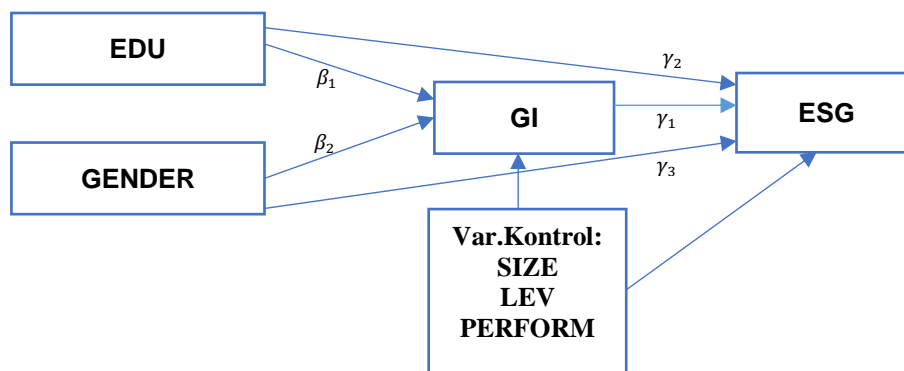 EDU
γ₂
β₁
GI
ESG
γ₁
β₂
GENDER
γ₃
Var.Kontrol:
SIZE
LEV
PERFORM